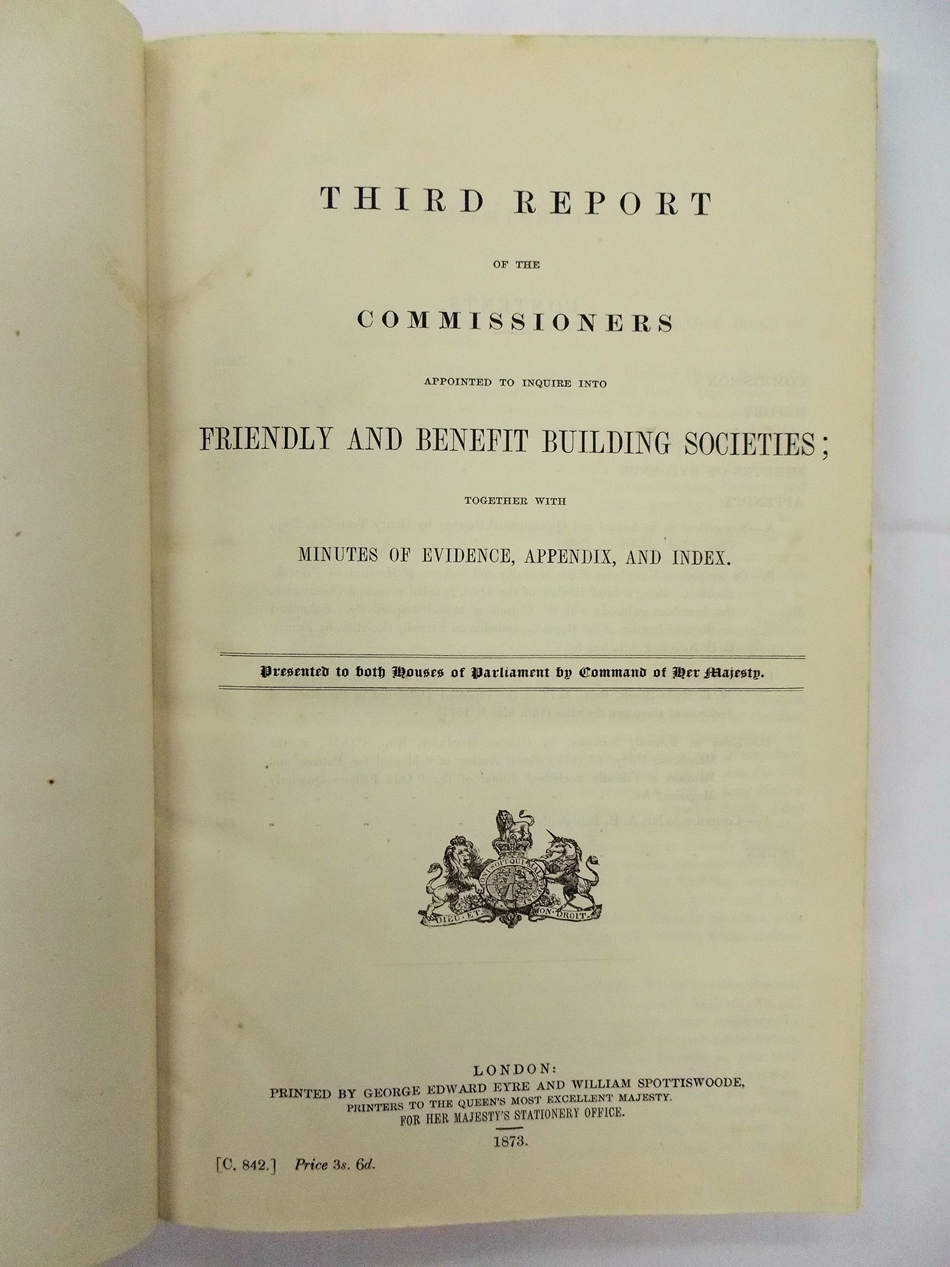 THIRD REPORT
OF THE
COMMISSIONERS
APPOINTED TO INQUIRE INTO
FRIENDLY AND BENEFIT BUILDING SOCIETIES;
TOGETHER WITH
MINUTES OF EVIDENCE, APPENDIX, AND INDEX.
Presented to both Houses of Parliament by Command of Her Majesty.
DIEU·ET MON·DROIT.
LONDON:
PRINTED BY GEORGE EDWARD EYRE AND WILLIAM SPOTTISWOODE,
PRINTERS TO THE QUEEN'S MOST EXCELLENT MAJESTY.
FOR HER MAJESTY'S STATIONERY OFFICE.
1873.
[C. 842.] Price 3s. 6d.